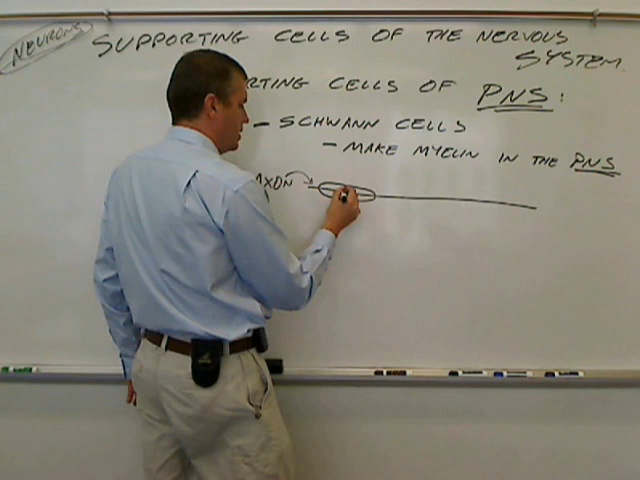 NEURONS
SUPPORTING CELLS OF THE NERVOUS
SYSTEM
RTING CELLS OF PNS:
- SCHWANN CELLS
- MAKE MYELIN IN THE PNS
AXON